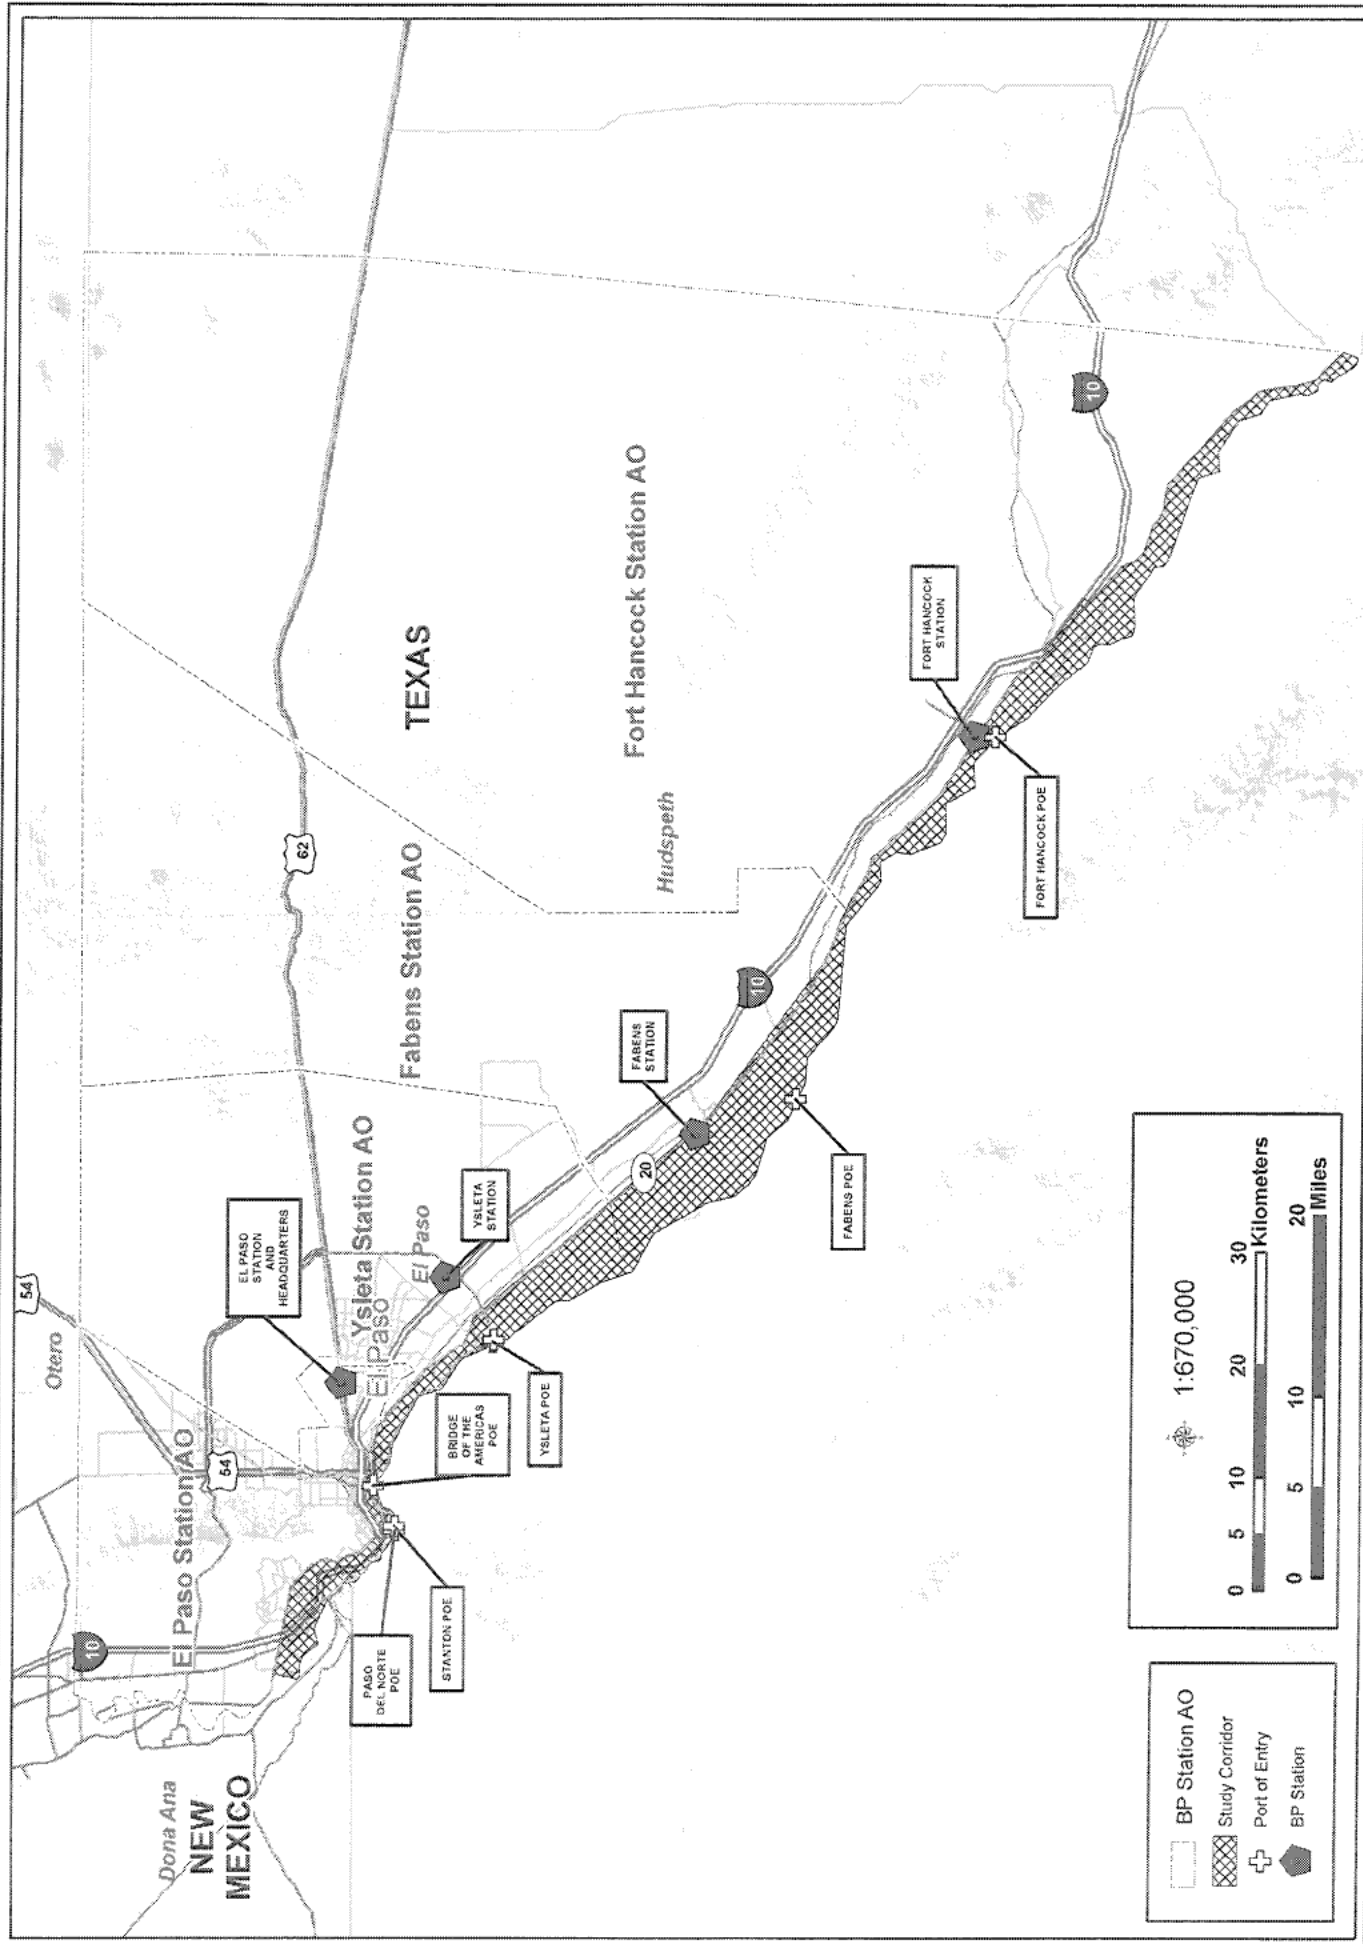 54
Otero
EL PASO
STATION
AND
HEADQUARTERS
62
TEXAS
10
El Paso Station AO
54
Ysleta Station AO
El Paso
El Paso
Fabens Station AO
Fort Hancock Station AO
Hudspeth
YSLETA
STATION
FABENS
STATION
10
20
FORT HANCOCK
STATION
10
Dona Ana
NEW
MEXICO
PASO
DEL NORTE
POE
STANTON POE
BRIDGE
OF THE
AMERICAS
POE
YSLETA POE
FABENS POE
FORT HANCOCK POE
BP Station AO
Study Corridor
Port of Entry
BP Station
1:670,000
0 5 10 20 30
Kilometers
0 5 10 20
Miles